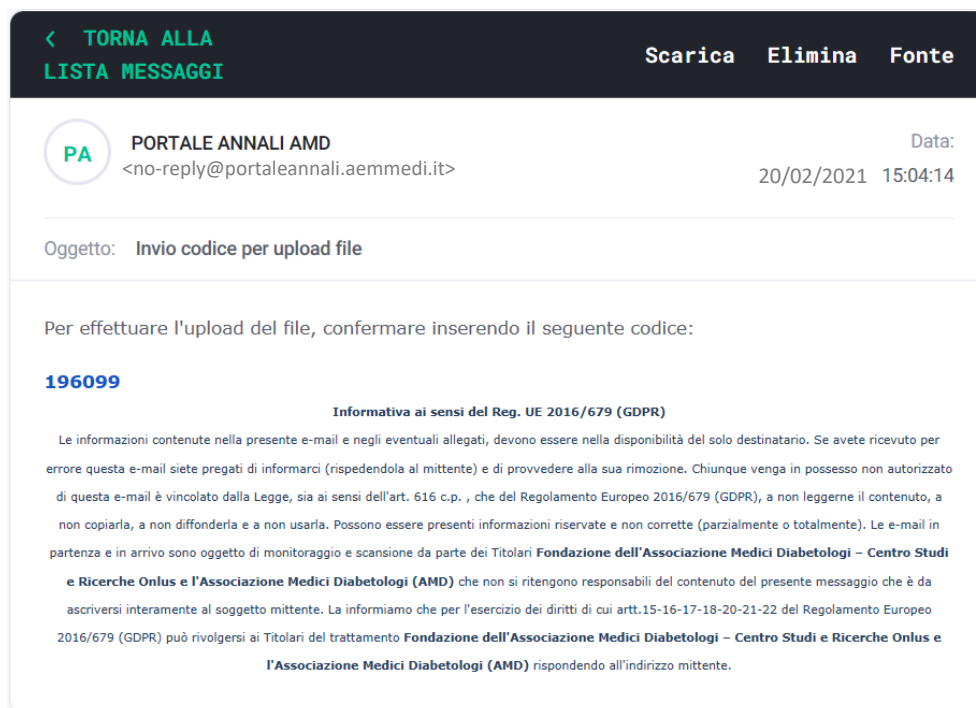 ‹ TORNA ALLA
LISTA MESSAGGI
Scarica Elimina Fonte
PA
PORTALE ANNALI AMD
<no-reply@portaleannali.aemmedi.it>
Data:
20/02/2021 15:04:14
Oggetto: Invio codice per upload file
Per effettuare l'upload del file, confermare inserendo il seguente codice:
196099
Informativa ai sensi del Reg. UE 2016/679 (GDPR)
Le informazioni contenute nella presente e-mail e negli eventuali allegati, devono essere nella disponibilità del solo destinatario. Se avete ricevuto per
errore questa e-mail siete pregati di informarci (rispedendola al mittente) e di provvedere alla sua rimozione. Chiunque venga in possesso non autorizzato
di questa e-mail è vincolato dalla Legge, sia ai sensi dell'art. 616 c.p. , che del Regolamento Europeo 2016/679 (GDPR), a non leggerne il contenuto, a
non copiarla, a non diffonderla e a non usarla. Possono essere presenti informazioni riservate e non corrette (parzialmente o totalmente). Le e-mail in
partenza e in arrivo sono oggetto di monitoraggio e scansione da parte dei Titolari Fondazione dell'Associazione Medici Diabetologi – Centro Studi
e Ricerche Onlus e l'Associazione Medici Diabetologi (AMD) che non si ritengono responsabili del contenuto del presente messaggio che è da
ascriversi interamente al soggetto mittente. La informiamo che per l'esercizio dei diritti di cui artt.15-16-17-18-20-21-22 del Regolamento Europeo
2016/679 (GDPR) può rivolgersi ai Titolari del trattamento Fondazione dell'Associazione Medici Diabetologi – Centro Studi e Ricerche Onlus e
l'Associazione Medici Diabetologi (AMD) rispondendo all'indirizzo mittente.